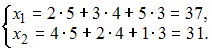 x₁ = 2 · 5 + 3 · 4 + 5 · 3 = 37,
x₂ = 4 · 5 + 2 · 4 + 1 · 3 = 31.